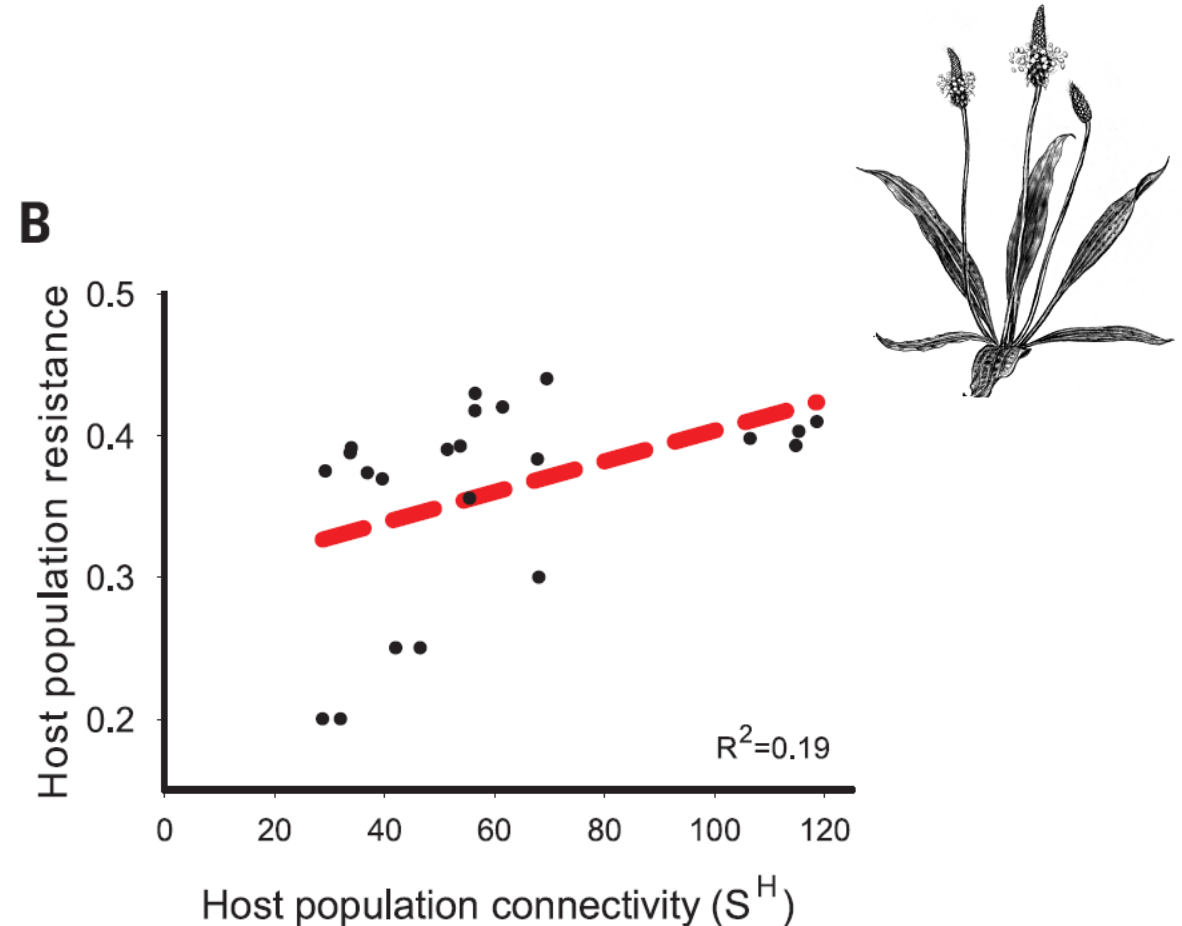 B
Host population resistance
0.5
0.4
0.3
0.2
R²=0.19
0 20 40 60 80 100 120
Host population connectivity (Sᴴ)